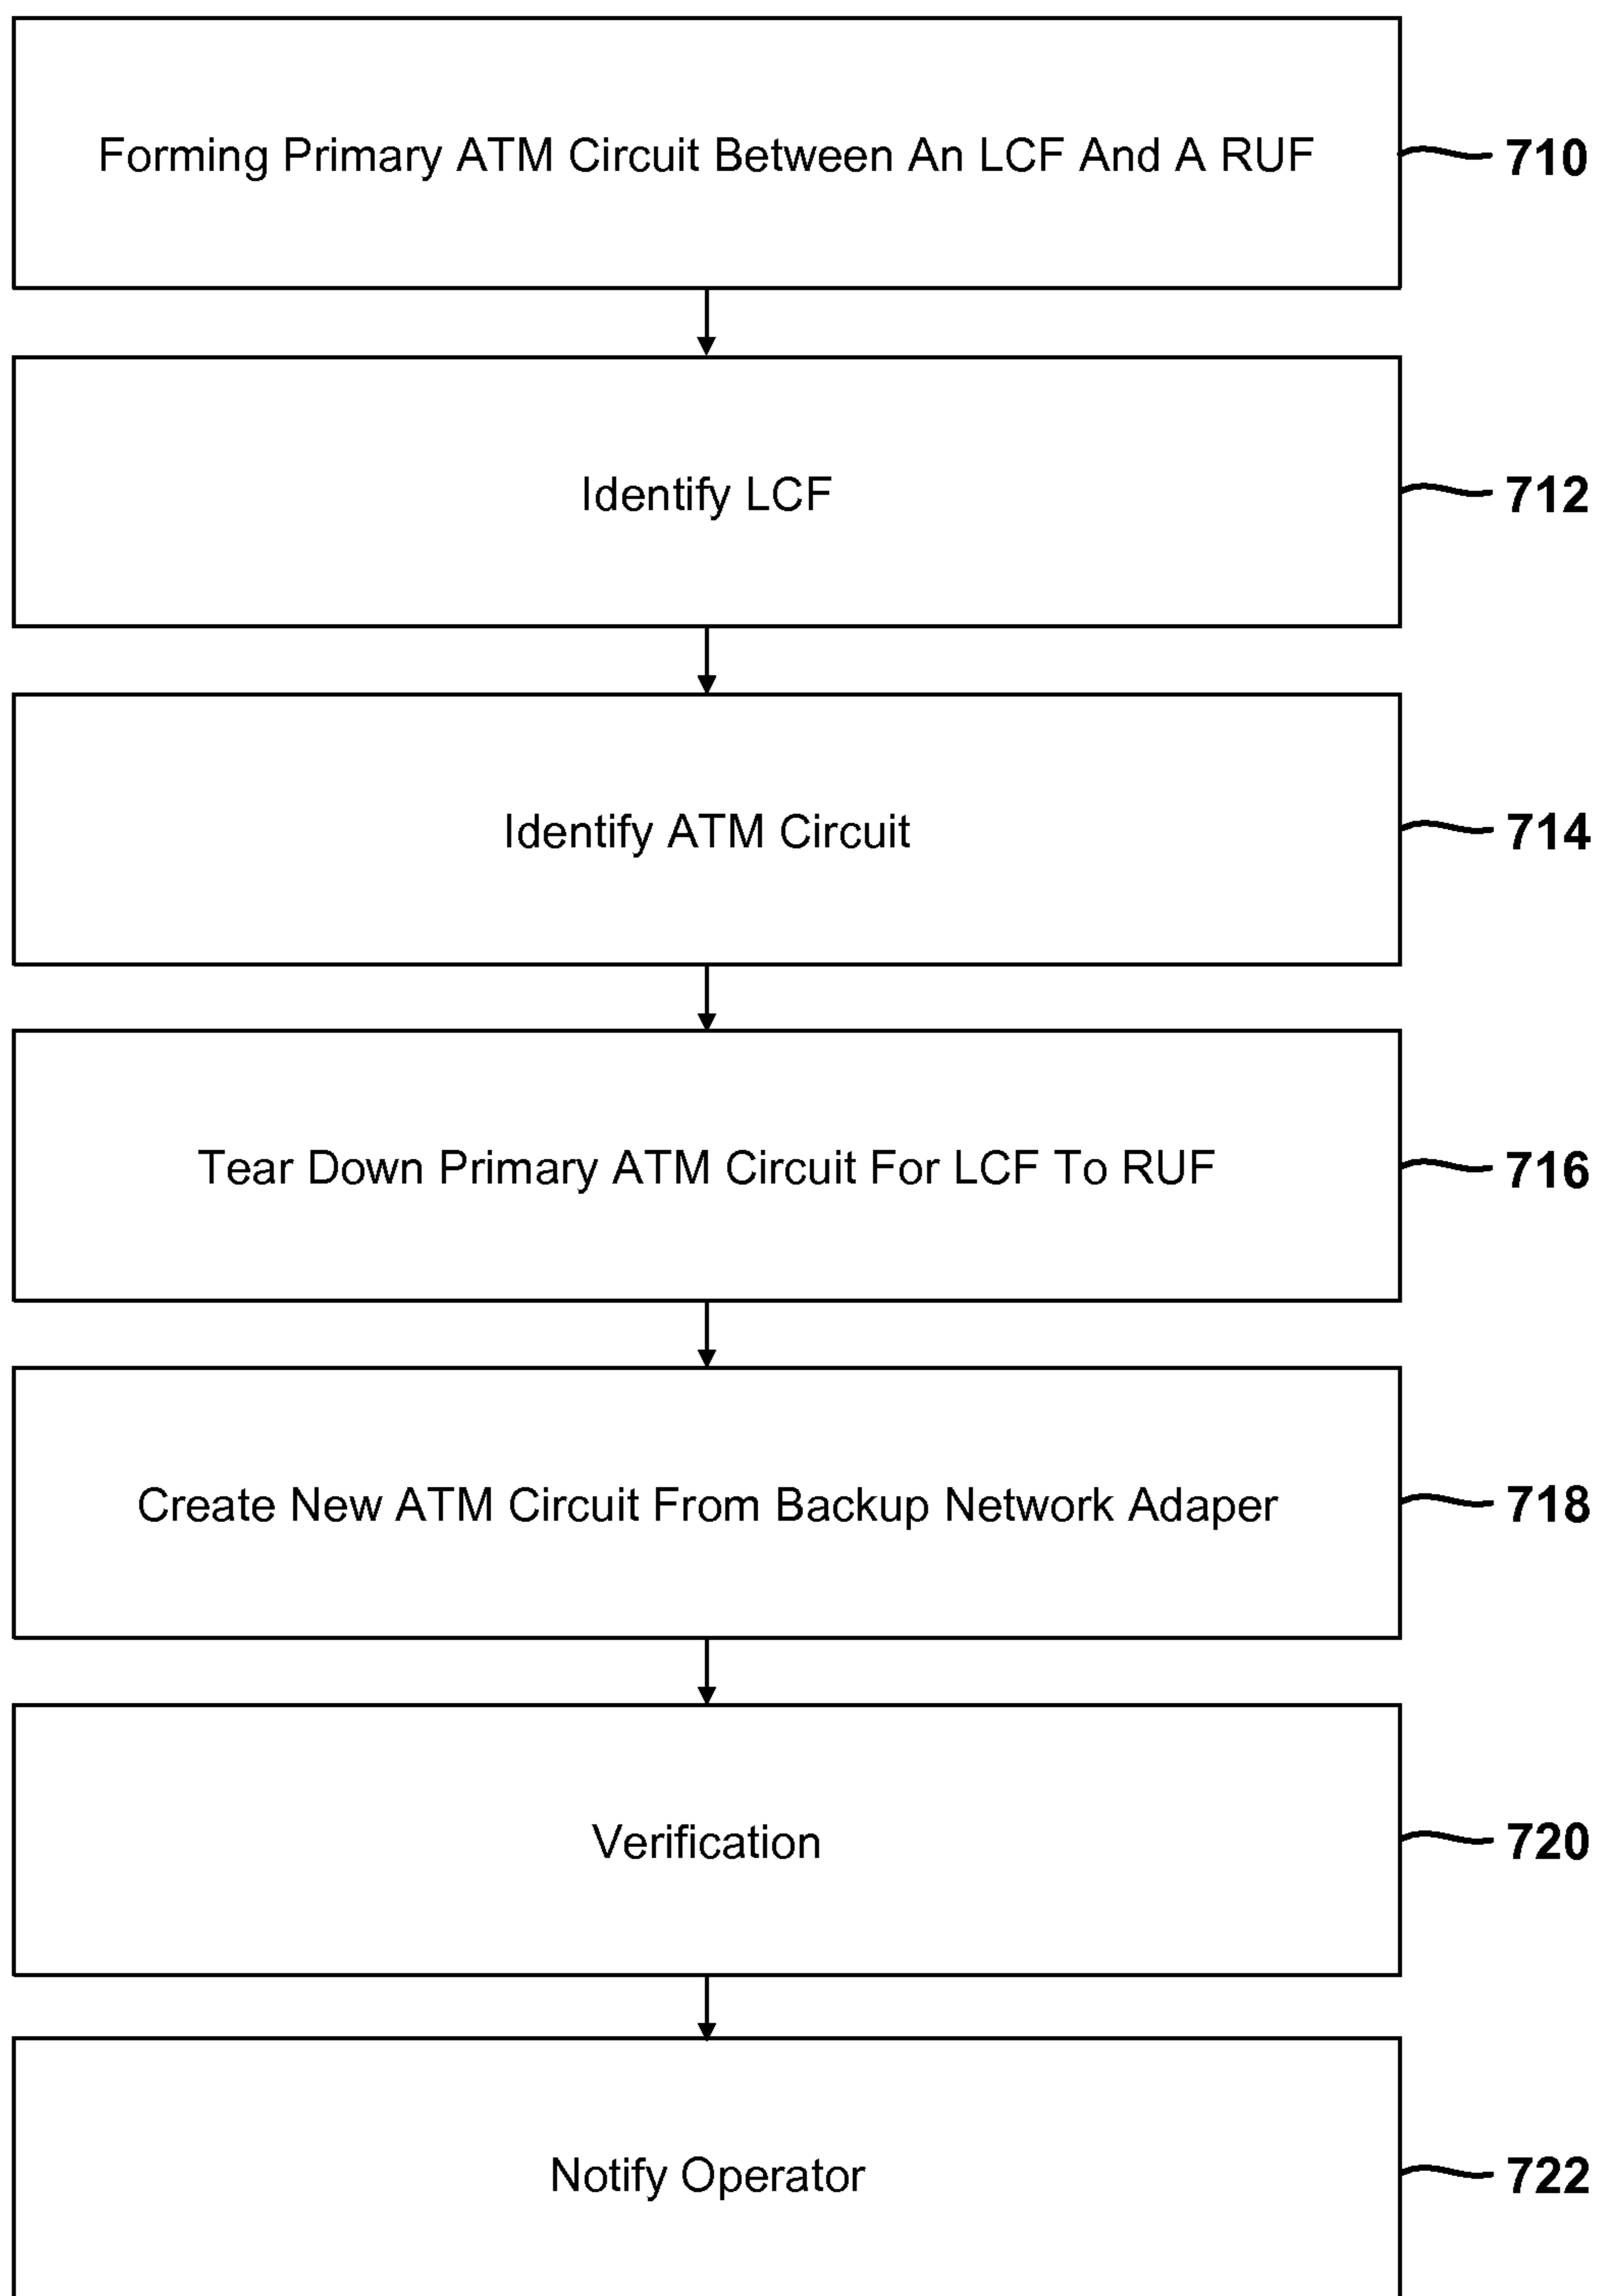 Forming Primary ATM Circuit Between An LCF And A RUF
710
Identify LCF
712
Identify ATM Circuit
714
Tear Down Primary ATM Circuit For LCF To RUF
716
Create New ATM Circuit From Backup Network Adaper
718
Verification
720
Notify Operator
722